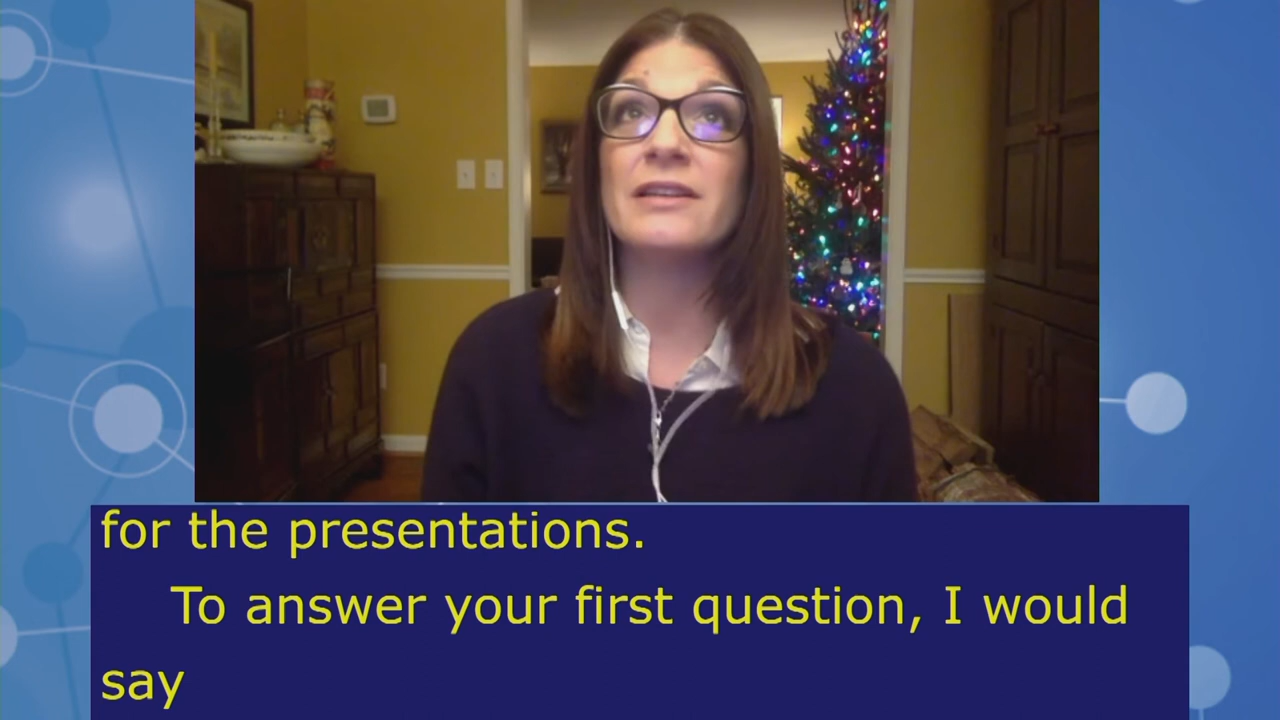 for the presentations.
To answer your first question, I would
say